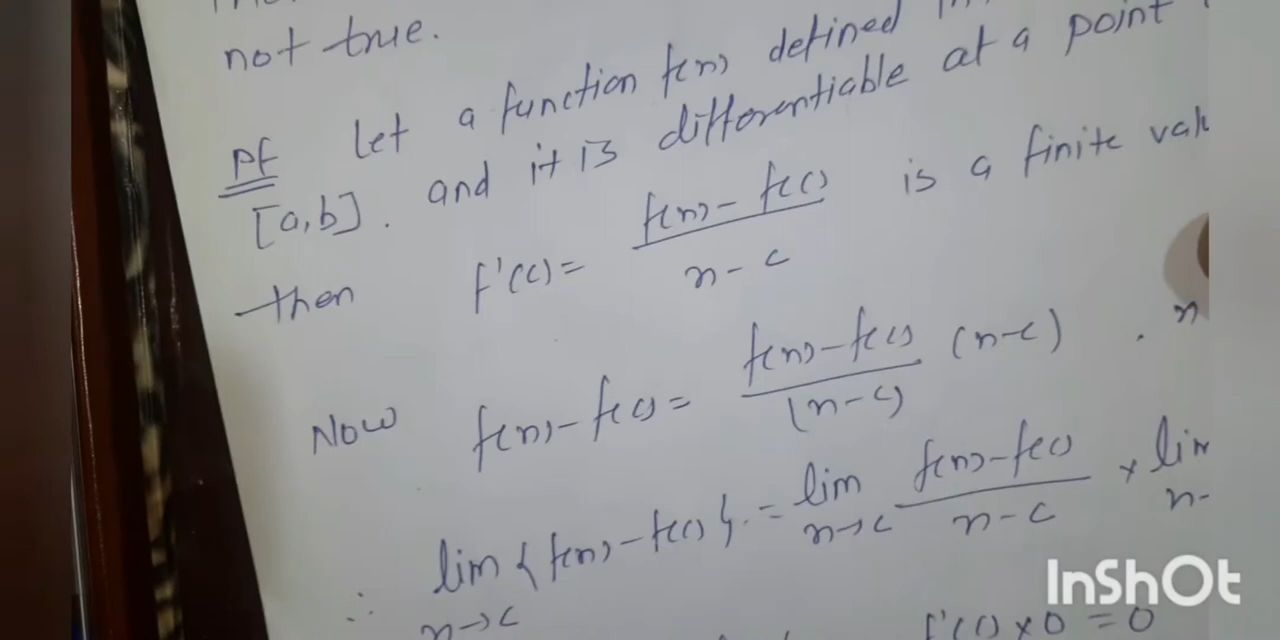 not true.
Pf Let a function f(x) defined in
[a,b]. and it is differentiable at a point
then f'(c)= f(x)-f(c) / x-c is a finite
Now f(x)-f(c)= f(x)-f(c) / (x-c) (x-c) . x
∴ lim x→c {f(x)-f(c)}.= lim x→c f(x)-f(c) / x-c × lim x-
f'(c)×0=0
InShOt